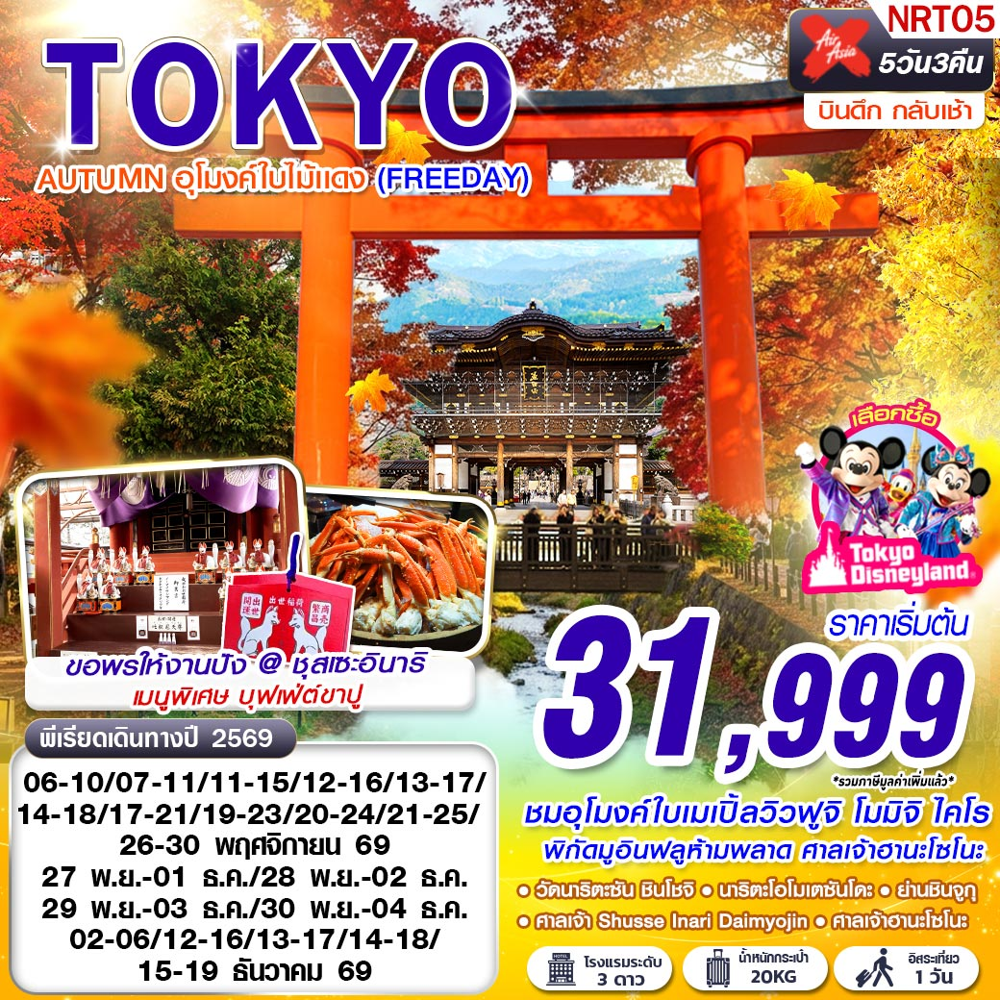 TOKYO
AUTUMN อุโมงค์ใบไม้แดง (FREEDAY)
Air Asia
NRT05
5วัน3คืน
บินดึก กลับเช้า
เลือกซื้อ
Tokyo
Disneyland
開出運世
出世稲荷
繁商昌売
ขอพรให้งานปัง @ ชุสเซะอินาริ
เมนูพิเศษ บุฟเฟ่ต์ขาปู
ราคาเริ่มต้น
31,999
*รวมภาษีมูลค่าเพิ่มแล้ว*
พีเรียดเดินทางปี 2569
06-10/07-11/11-15/12-16/13-17/
14-18/17-21/19-23/20-24/21-25/
26-30 พฤศจิกายน 69
27 พ.ย.-01 ธ.ค./28 พ.ย.-02 ธ.ค.
29 พ.ย.-03 ธ.ค./30 พ.ย.-04 ธ.ค.
02-06/12-16/13-17/14-18/
15-19 ธันวาคม 69
ชมอุโมงค์ใบเมเปิ้ลวิวฟูจิ โมมิจิ ไคโร
พิกัดมูอินฟลูห้ามพลาด ศาลเจ้าฮานะโซโนะ
• วัดนาริตะซัน ชินโชจิ • นาริตะโอโมเตซันโดะ • ย่านชินจูกุ
• ศาลเจ้า Shusse Inari Daimyojin • ศาลเจ้าฮานะโซโนะ
HOTEL
โรงแรมระดับ
3 ดาว
น้ำหนักกระเป๋า
20KG
อิสระเที่ยว
1 วัน